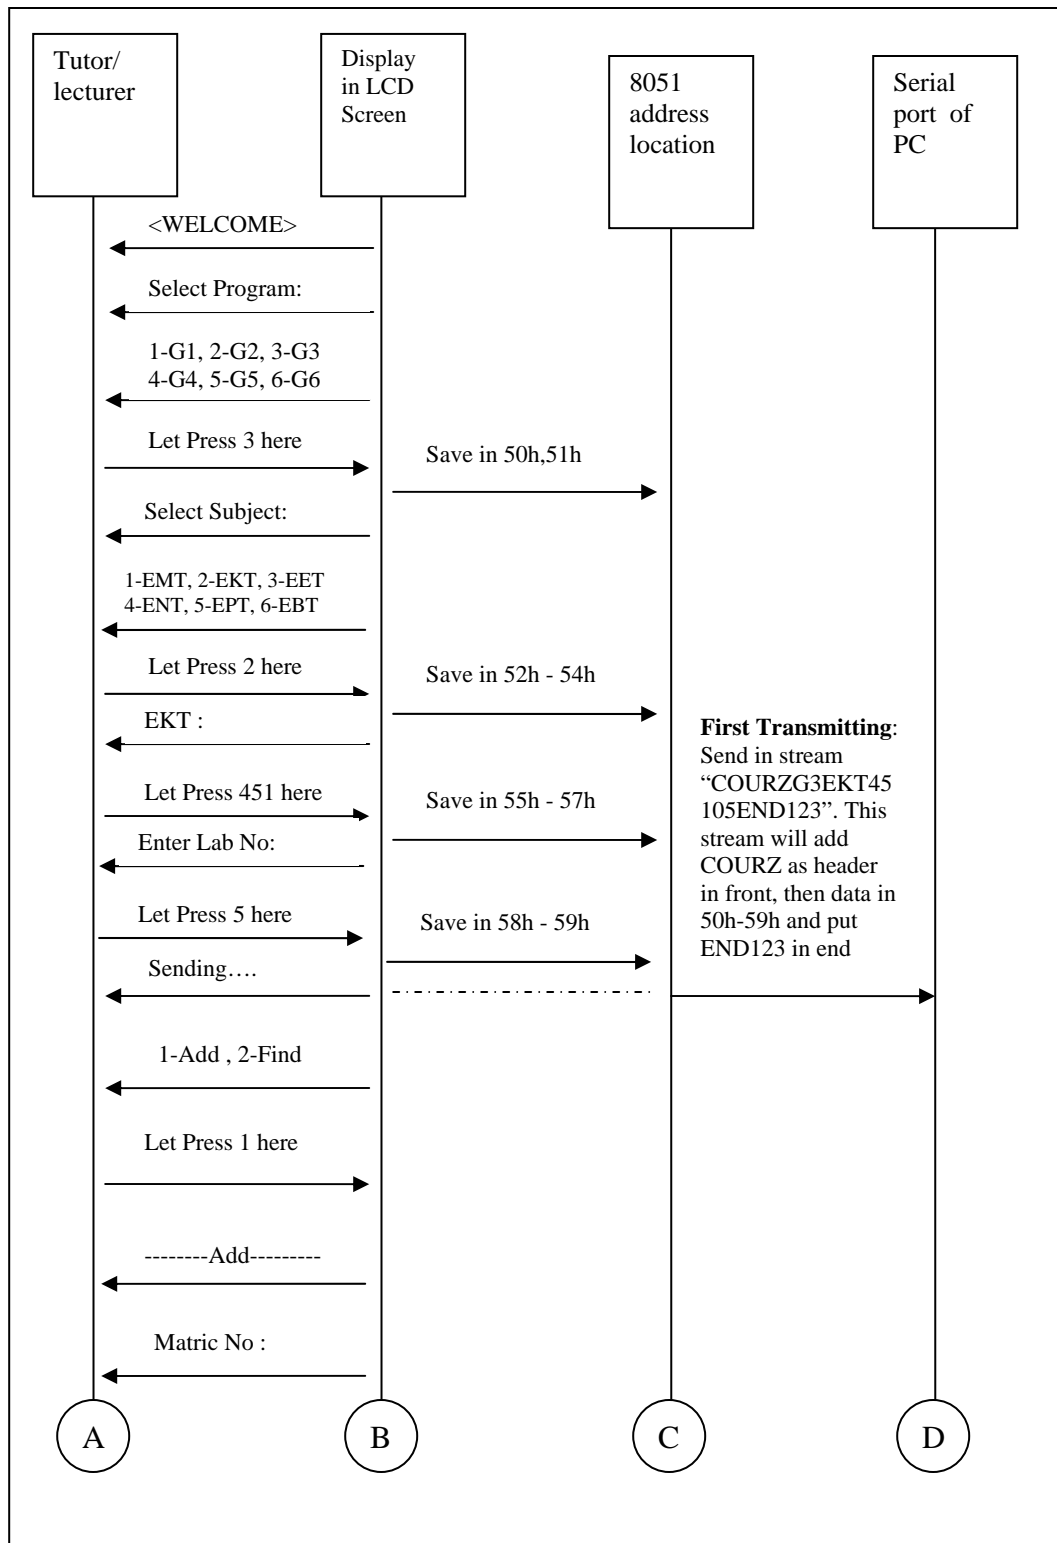 Tutor/
lecturer
Display
in LCD
Screen
8051
address
location
Serial
port of
PC
<WELCOME>
Select Program:
1-G1, 2-G2, 3-G3
4-G4, 5-G5, 6-G6
Let Press 3 here
Save in 50h,51h
Select Subject:
1-EMT, 2-EKT, 3-EET
4-ENT, 5-EPT, 6-EBT
Let Press 2 here
Save in 52h - 54h
EKT :
Let Press 451 here
Save in 55h - 57h
Enter Lab No:
Let Press 5 here
Save in 58h - 59h
First Transmitting:
Send in stream
“COURZG3EKT45
105END123”. This
stream will add
COURZ as header
in front, then data in
50h-59h and put
END123 in end
Sending….
1-Add , 2-Find
Let Press 1 here
--------Add---------
Matric No :
A
B
C
D